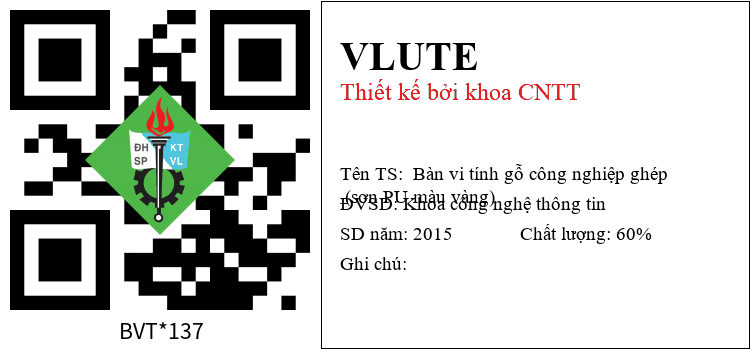 ĐH
KT
SP
VL
BVT*137
VLUTE
Thiết kế bởi khoa CNTT
Tên TS: Bàn vi tính gỗ công nghiệp ghép
(sơn PU màu vàng)
ĐVSD: Khoa công nghệ thông tin
SD năm: 2015 Chất lượng: 60%
Ghi chú: